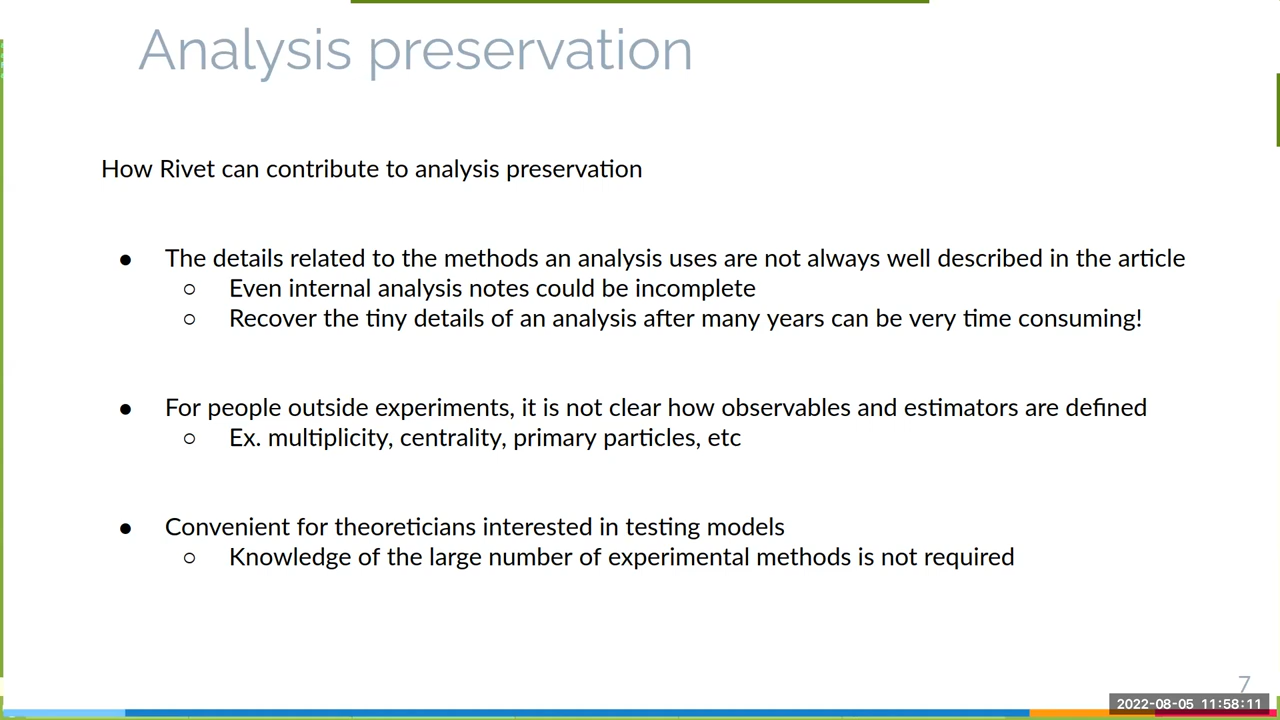 Analysis preservation
How Rivet can contribute to analysis preservation
● The details related to the methods an analysis uses are not always well described in the article
○ Even internal analysis notes could be incomplete
○ Recover the tiny details of an analysis after many years can be very time consuming!
● For people outside experiments, it is not clear how observables and estimators are defined
○ Ex. multiplicity, centrality, primary particles, etc
● Convenient for theoreticians interested in testing models
○ Knowledge of the large number of experimental methods is not required
7
2022-08-05 11:58:11